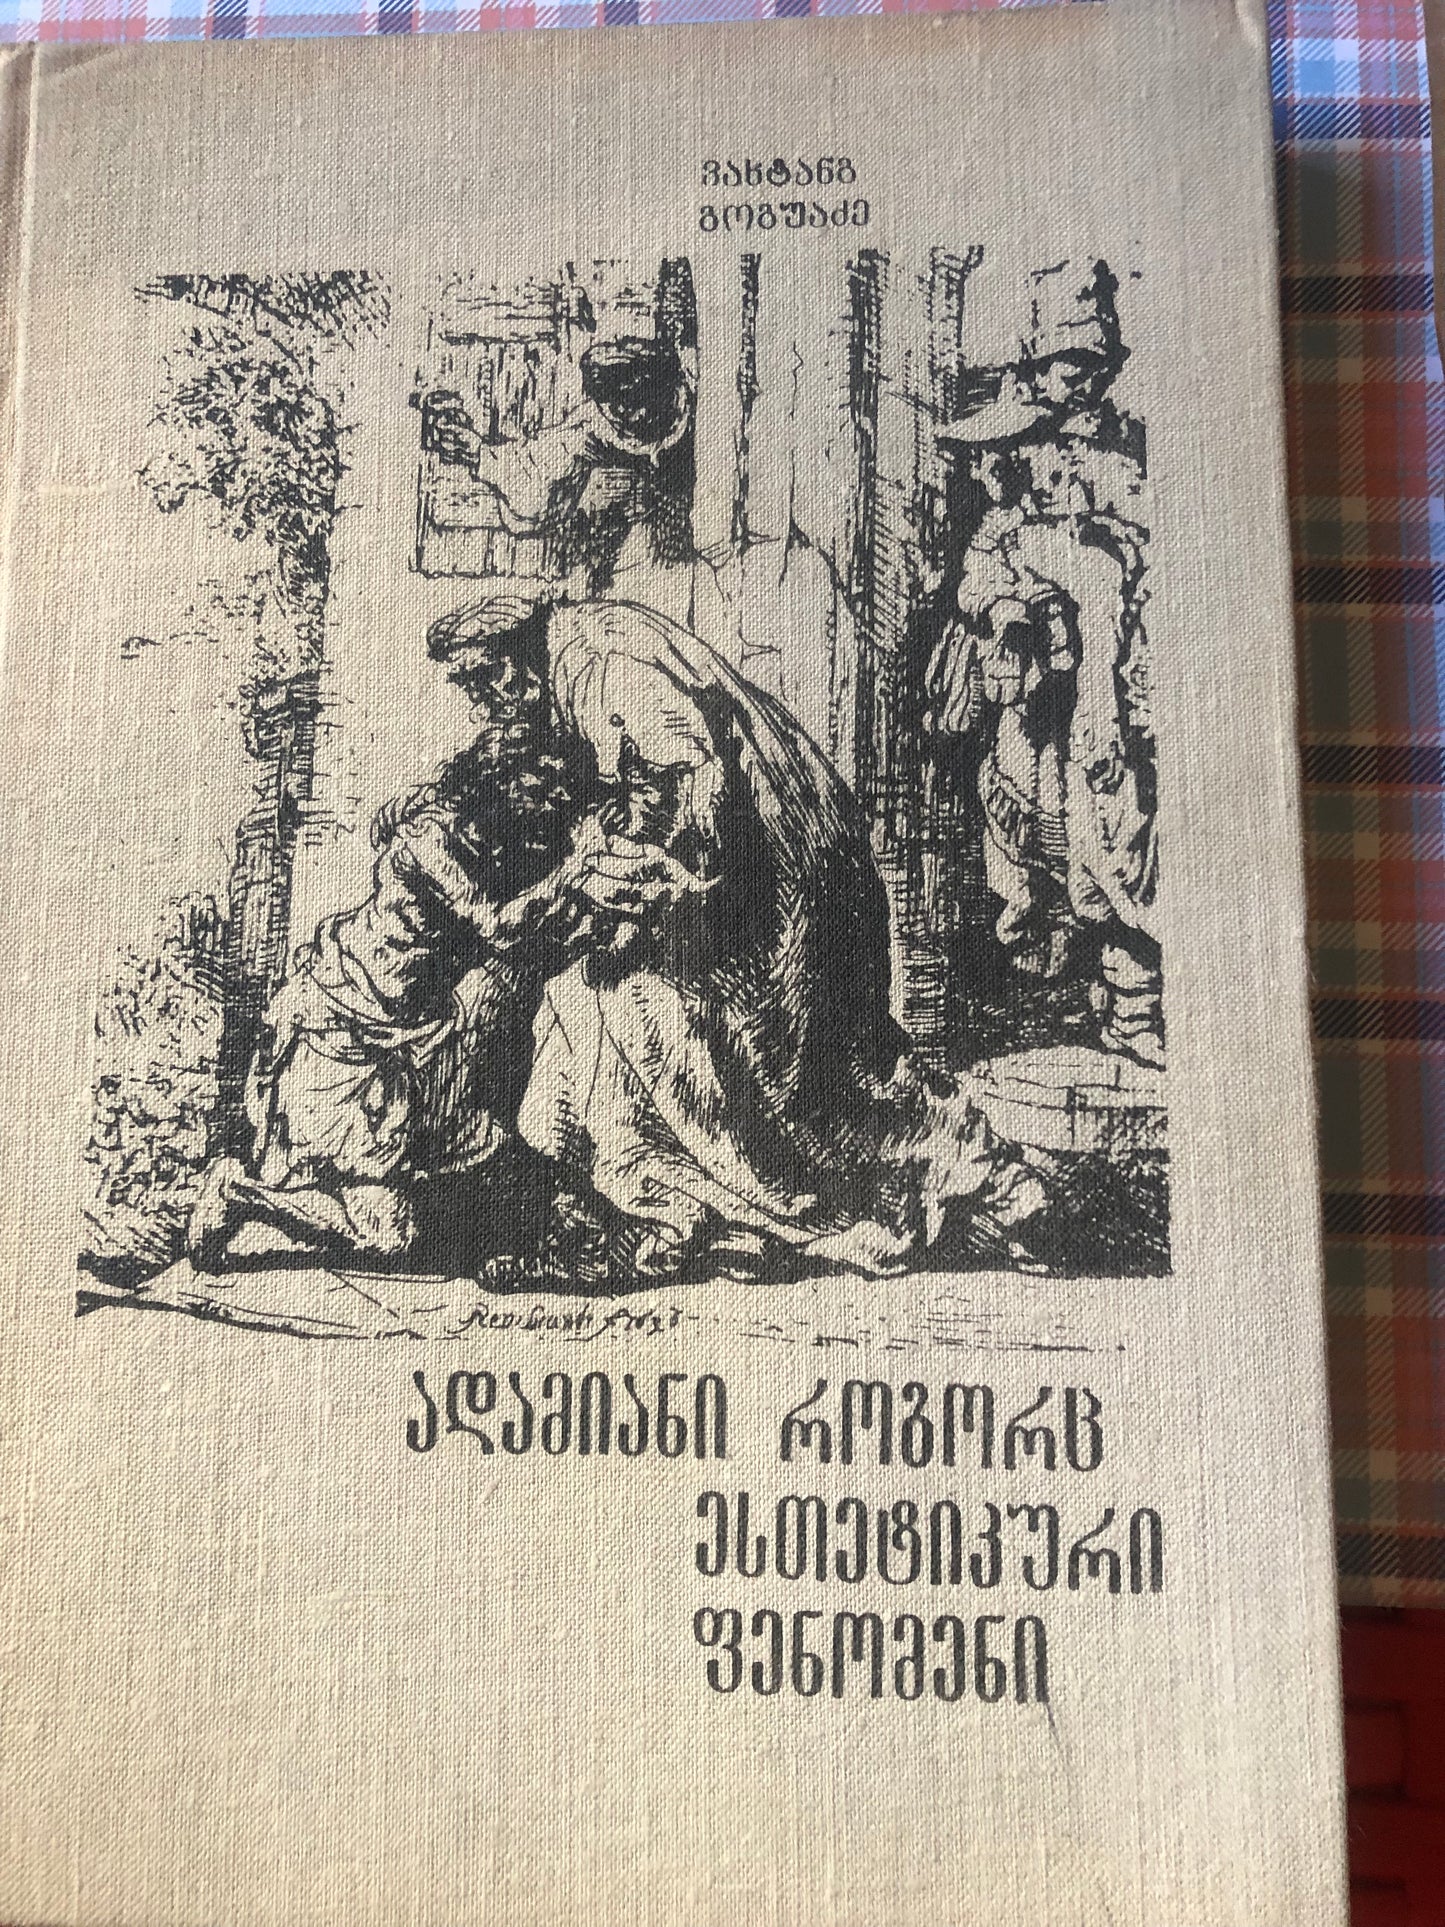 ვახტანგ
გოგუაძე
ადამიანი როგორც
ესთეტიკური
ფენომენი